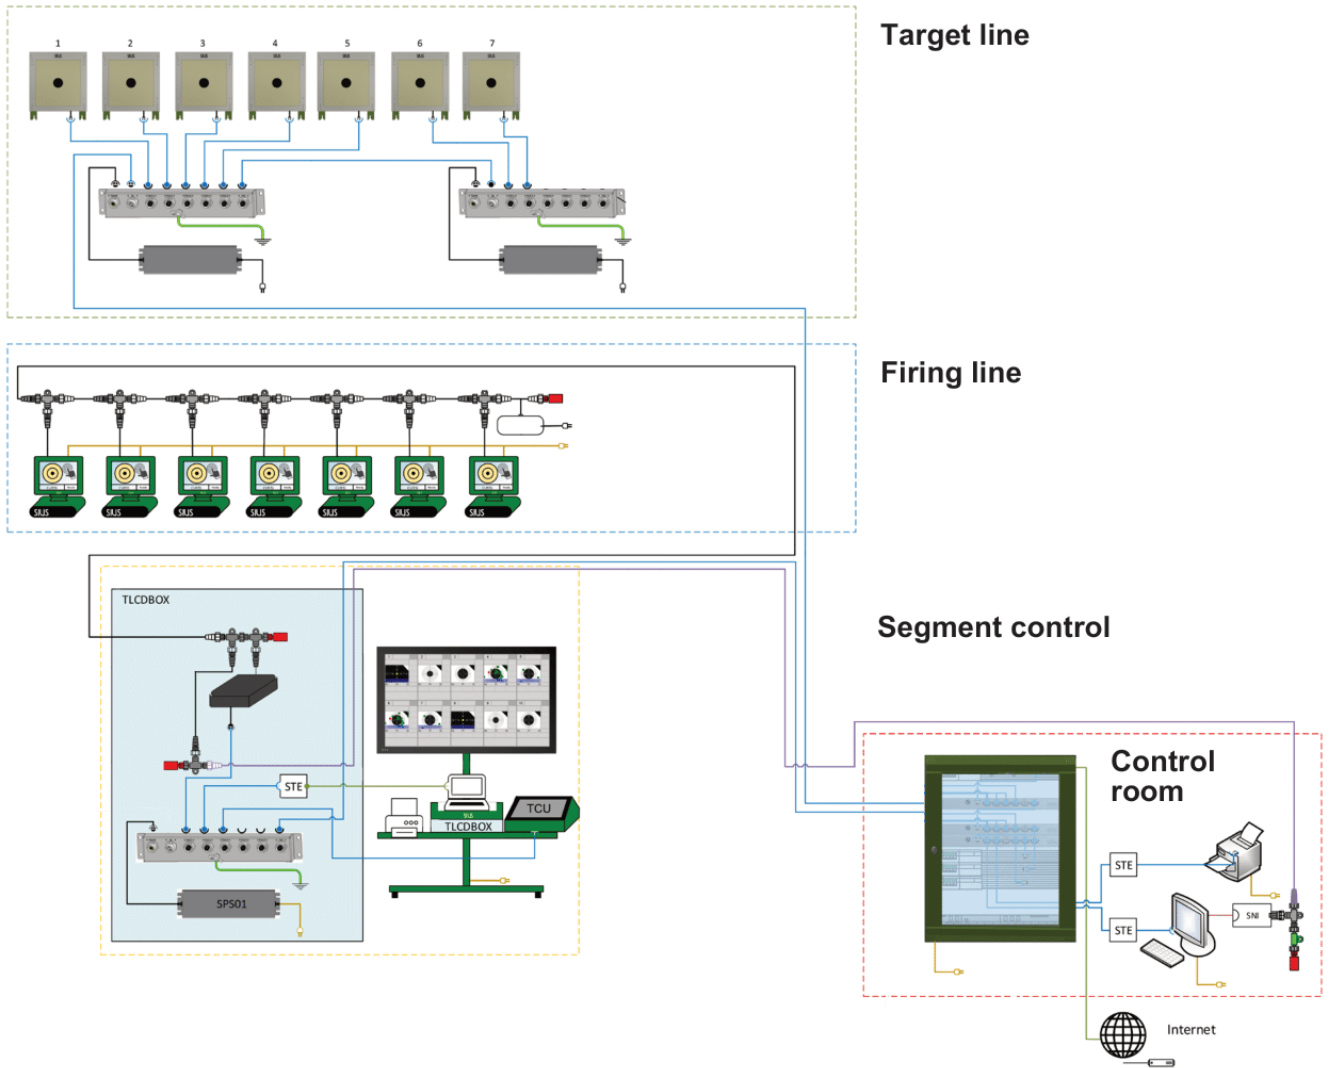 Target line
1 2 3 4 5 6 7
Firing line
SIUS SIUS SIUS SIUS SIUS SIUS SIUS
Segment control
TLCDBOX
STE
TCU
SIUS
TLCDBOX
SPS01
Control
room
STE
SNI
STE
Internet